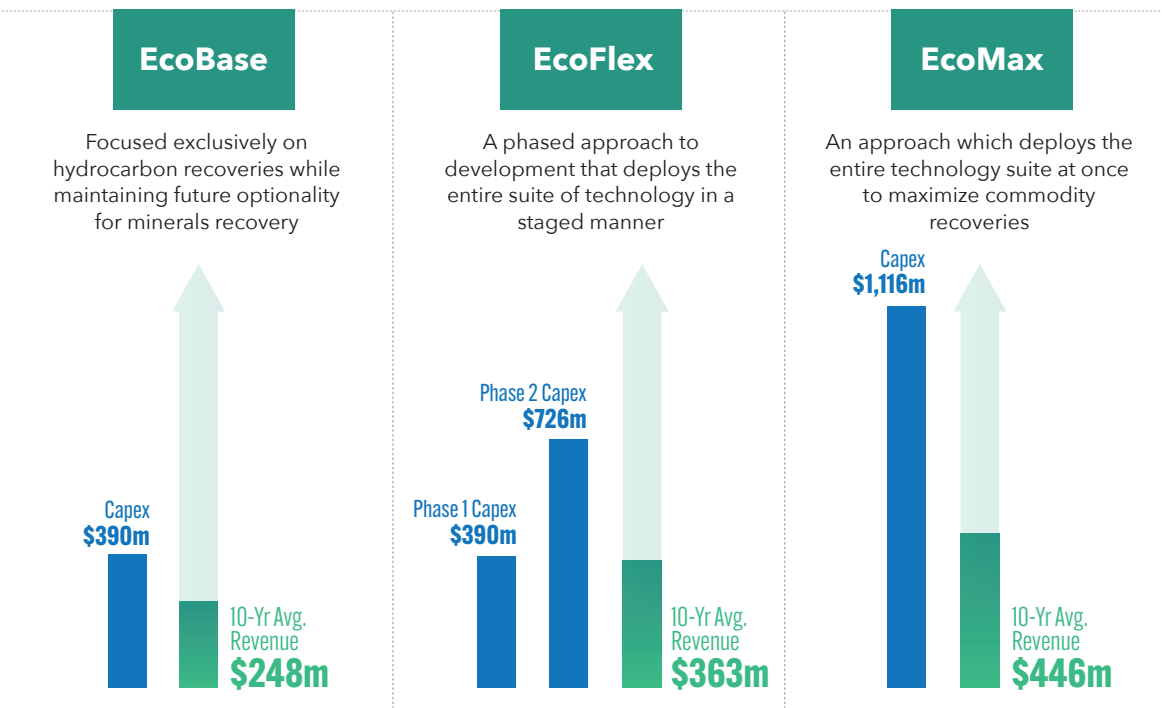 EcoBase
Focused exclusively on
hydrocarbon recoveries while
maintaining future optionality
for minerals recovery
Capex
$390m
10-Yr Avg.
Revenue
$248m
EcoFlex
A phased approach to
development that deploys the
entire suite of technology in a
staged manner
Phase 1 Capex
$390m
Phase 2 Capex
$726m
10-Yr Avg.
Revenue
$363m
EcoMax
An approach which deploys the
entire technology suite at once
to maximize commodity
recoveries
Capex
$1,116m
10-Yr Avg.
Revenue
$446m